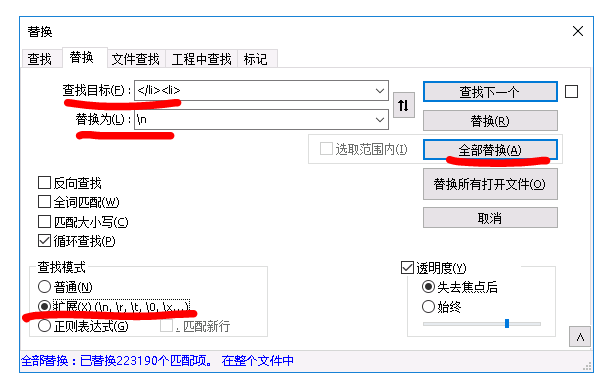 替换
查找 替换 文件查找 工程中查找 标记
查找目标(F) : </li><li> 查找下一个
替换为(L) : \n 替换(R)
选取范围内(I) 全部替换(A)
反向查找 替换所有打开文件(O)
全词匹配(W)
匹配大小写(C) 取消
循环查找(P)
查找模式 透明度(Y)
普通(N) 失去焦点后
扩展(X) (\n, \r, \t, \0, \x...) 始终
正则表达式(G) . 匹配新行
全部替换：已替换223190个匹配项。 在整个文件中